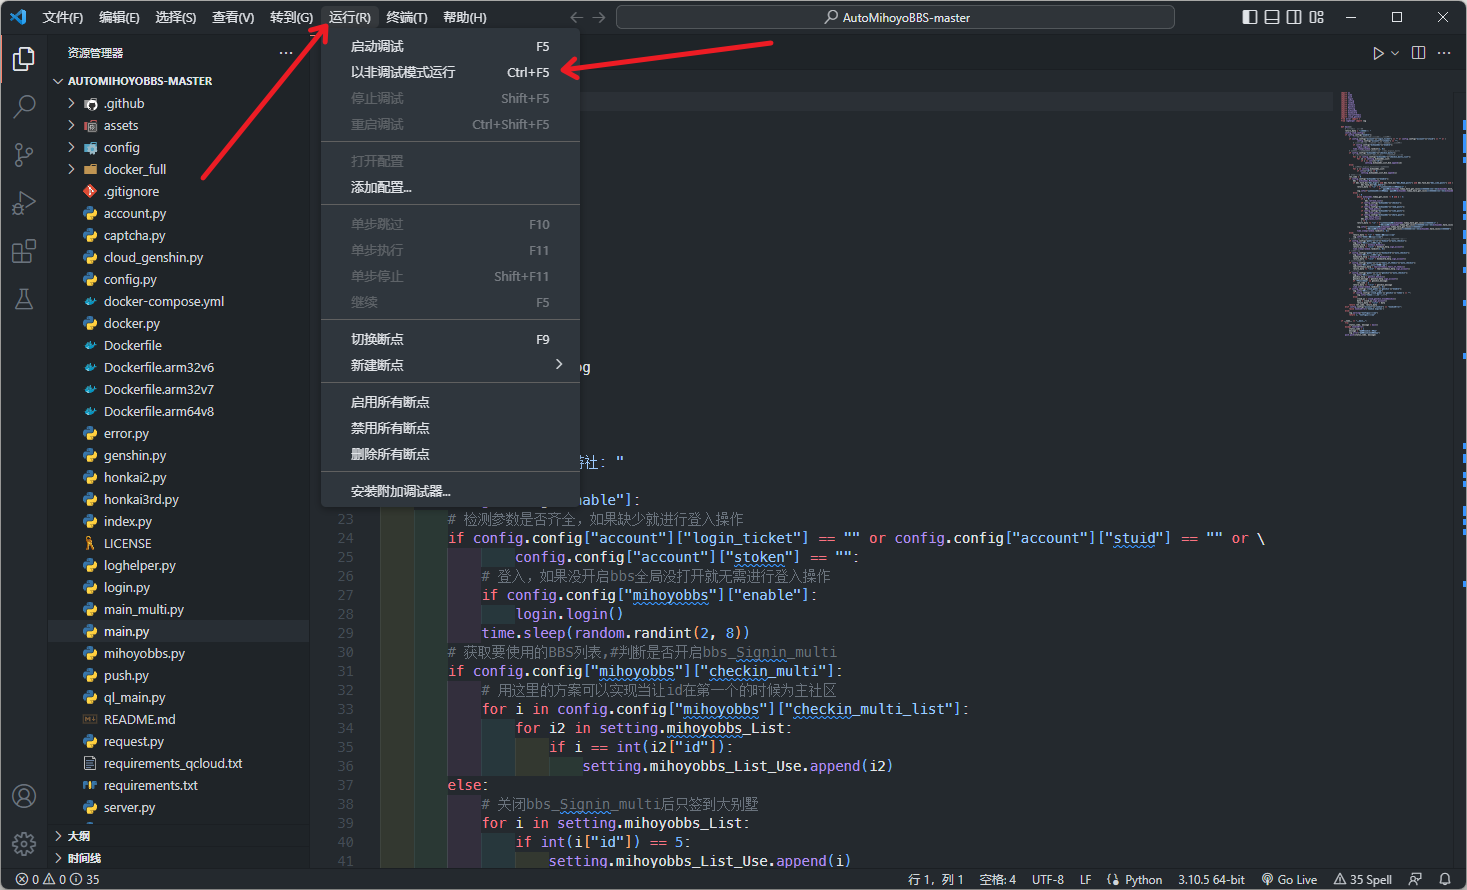 文件(F) 编辑(E) 选择(S) 查看(V) 转到(G) 运行(R) 终端(T) 帮助(H) AutoMihoyoBBS-master
资源管理器
AUTOMIHOYOBBS-MASTER
.github
assets
config
docker_full
.gitignore
account.py
captcha.py
cloud_genshin.py
config.py
docker-compose.yml
docker.py
Dockerfile
Dockerfile.arm32v6
Dockerfile.arm32v7
Dockerfile.arm64v8
error.py
genshin.py
honkai2.py
honkai3rd.py
index.py
LICENSE
loghelper.py
login.py
main_multi.py
main.py
mihoyobbs.py
push.py
ql_main.py
README.md
request.py
requirements_qcloud.txt
requirements.txt
server.py
大纲
时间线
启动调试 F5
以非调试模式运行 Ctrl+F5
停止调试 Shift+F5
重启调试 Ctrl+Shift+F5
打开配置
添加配置...
单步跳过 F10
单步执行 F11
单步停止 Shift+F11
继续 F5
切换断点 F9
新建断点
启用所有断点
禁用所有断点
删除所有断点
安装附加调试器...
og
游社: "
nable"]:
23 # 检测参数是否齐全，如果缺少就进行登入操作
24 if config.config["account"]["login_ticket"] == "" or config.config["account"]["stuid"] == "" or \
25 config.config["account"]["stoken"] == "":
26 # 登入，如果没开启bbs全局没打开就无需进行登入操作
27 if config.config["mihoyobbs"]["enable"]:
28 login.login()
29 time.sleep(random.randint(2, 8))
30 # 获取要使用的BBS列表,#判断是否开启bbs_Signin_multi
31 if config.config["mihoyobbs"]["checkin_multi"]:
32 # 用这里的方案可以实现当让id在第一个的时候为主社区
33 for i in config.config["mihoyobbs"]["checkin_multi_list"]:
34 for i2 in setting.mihoyobbs_List:
35 if i == int(i2["id"]):
36 setting.mihoyobbs_List_Use.append(i2)
37 else:
38 # 关闭bbs_Signin_multi后只签到大别墅
39 for i in setting.mihoyobbs_List:
40 if int(i["id"]) == 5:
41 setting.mihoyobbs_List_Use.append(i)
0 0 35 行 1，列 1 空格: 4 UTF-8 LF Python 3.10.5 64-bit Go Live 35 Spell